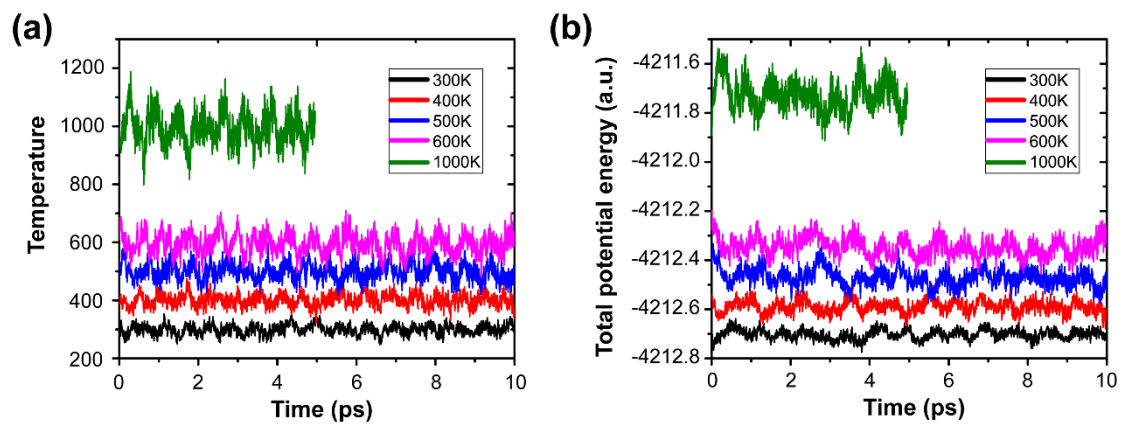 (a)
Temperature
1200
1000
800
600
400
200
0
2
4
6
8
10
Time (ps)
300K
400K
500K
600K
1000K
(b)
Total potential energy (a.u.)
-4211.6
-4211.8
-4212.0
-4212.2
-4212.4
-4212.6
-4212.8
0
2
4
6
8
10
Time (ps)
300K
400K
500K
600K
1000K